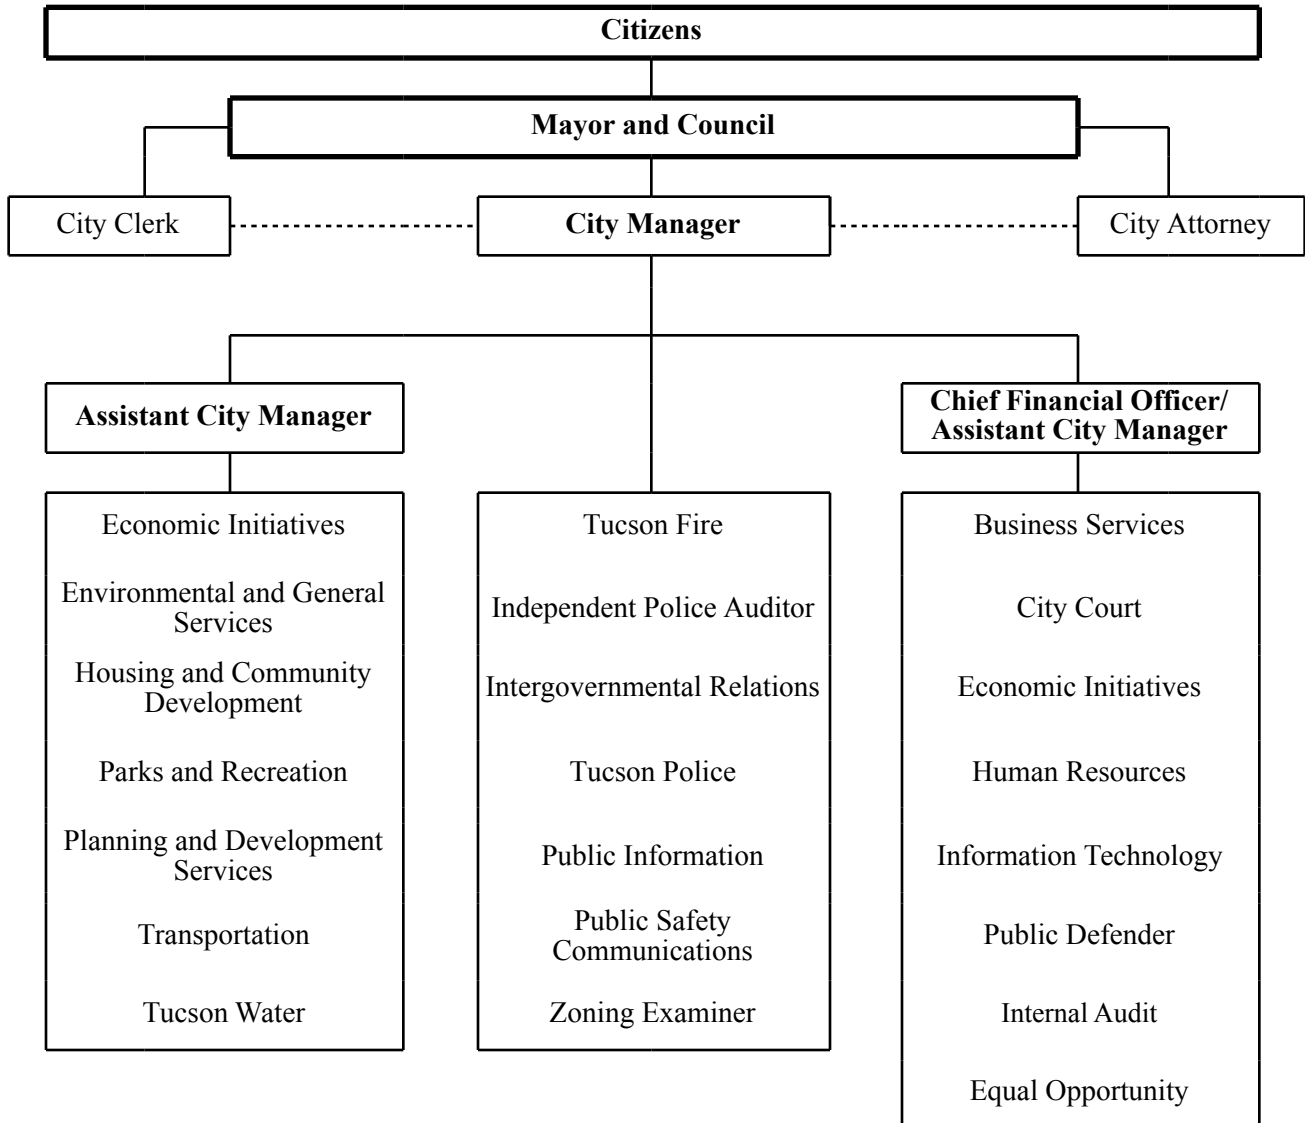 Citizens
Mayor and Council
City Clerk
City Manager
City Attorney
Assistant City Manager
Chief Financial Officer/
Assistant City Manager
Economic Initiatives
Environmental and General
Services
Housing and Community
Development
Parks and Recreation
Planning and Development
Services
Transportation
Tucson Water
Tucson Fire
Independent Police Auditor
Intergovernmental Relations
Tucson Police
Public Information
Public Safety
Communications
Zoning Examiner
Business Services
City Court
Economic Initiatives
Human Resources
Information Technology
Public Defender
Internal Audit
Equal Opportunity